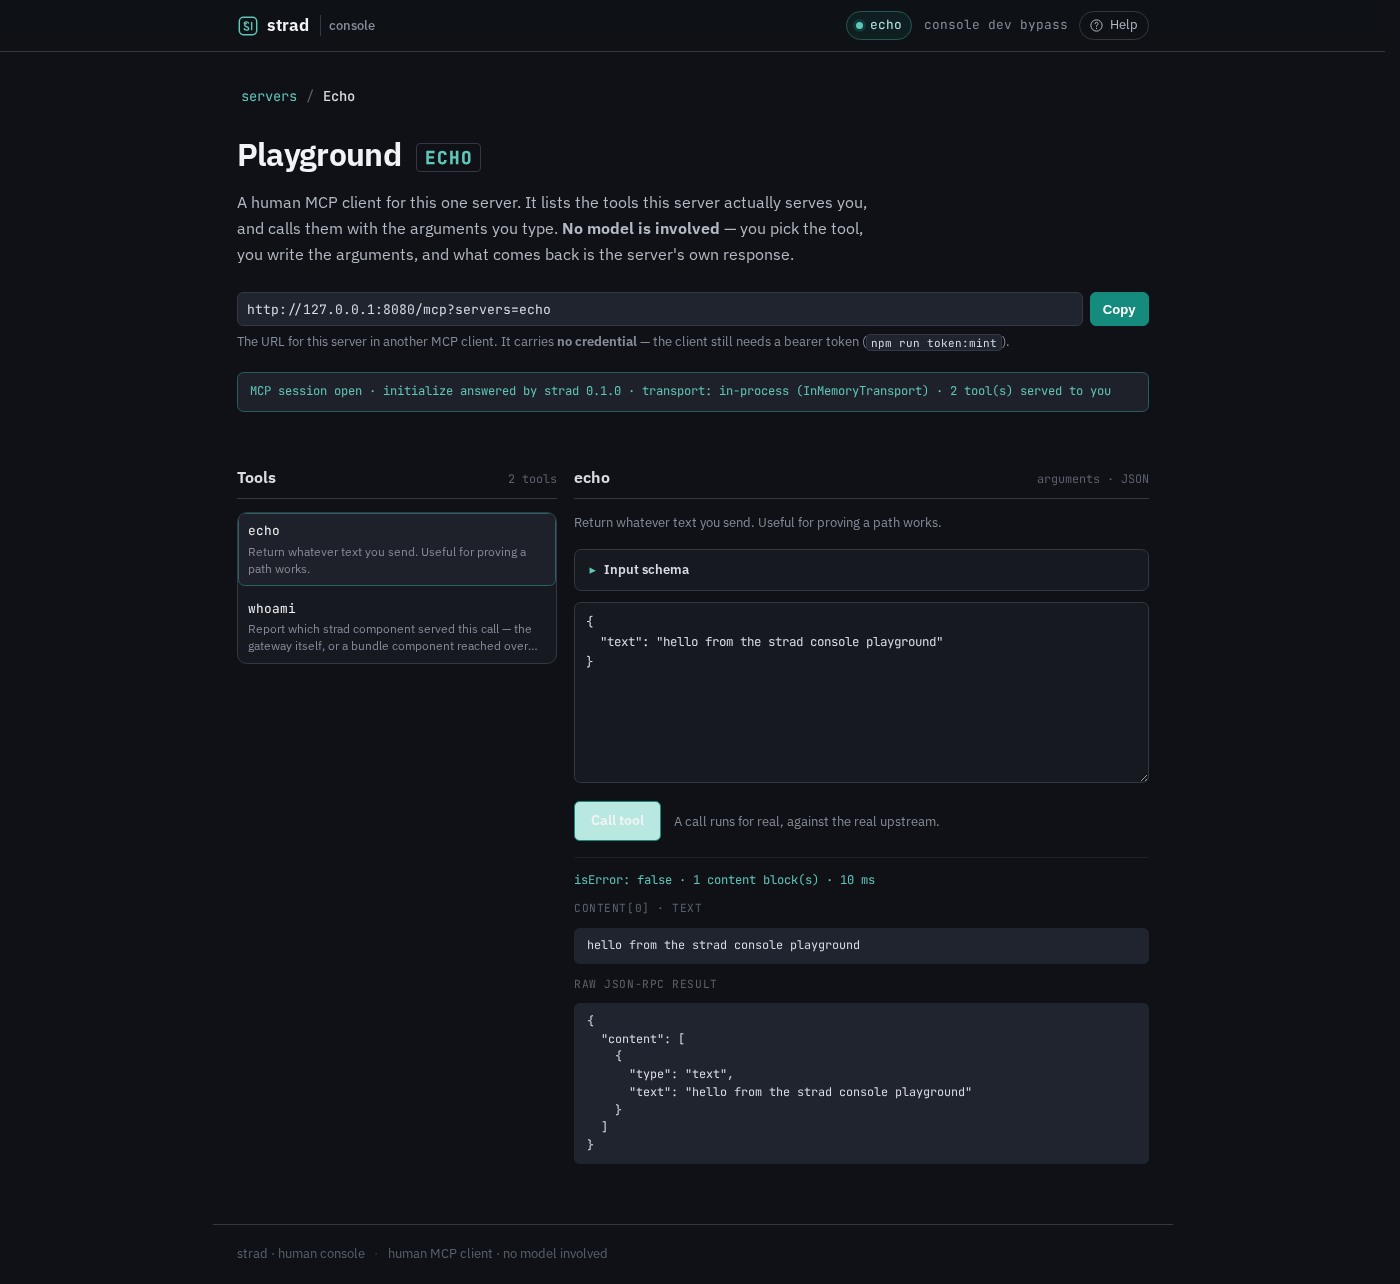 strad console echo console dev bypass Help
servers / Echo
Playground ECHO
A human MCP client for this one server. It lists the tools this server actually serves you,
and calls them with the arguments you type. No model is involved — you pick the tool,
you write the arguments, and what comes back is the server's own response.
http://127.0.0.1:8080/mcp?servers=echo Copy
The URL for this server in another MCP client. It carries no credential — the client still needs a bearer token (npm run token:mint).
MCP session open · initialize answered by strad 0.1.0 · transport: in-process (InMemoryTransport) · 2 tool(s) served to you
Tools 2 tools
echo
Return whatever text you send. Useful for proving a
path works.
whoami
Report which strad component served this call — the
gateway itself, or a bundle component reached over…
echo arguments · JSON
Return whatever text you send. Useful for proving a path works.
▸ Input schema
{
"text": "hello from the strad console playground"
}
Call tool A call runs for real, against the real upstream.
isError: false · 1 content block(s) · 10 ms
CONTENT[0] · TEXT
hello from the strad console playground
RAW JSON-RPC RESULT
{
"content": [
{
"type": "text",
"text": "hello from the strad console playground"
}
]
}
strad · human console · human MCP client · no model involved